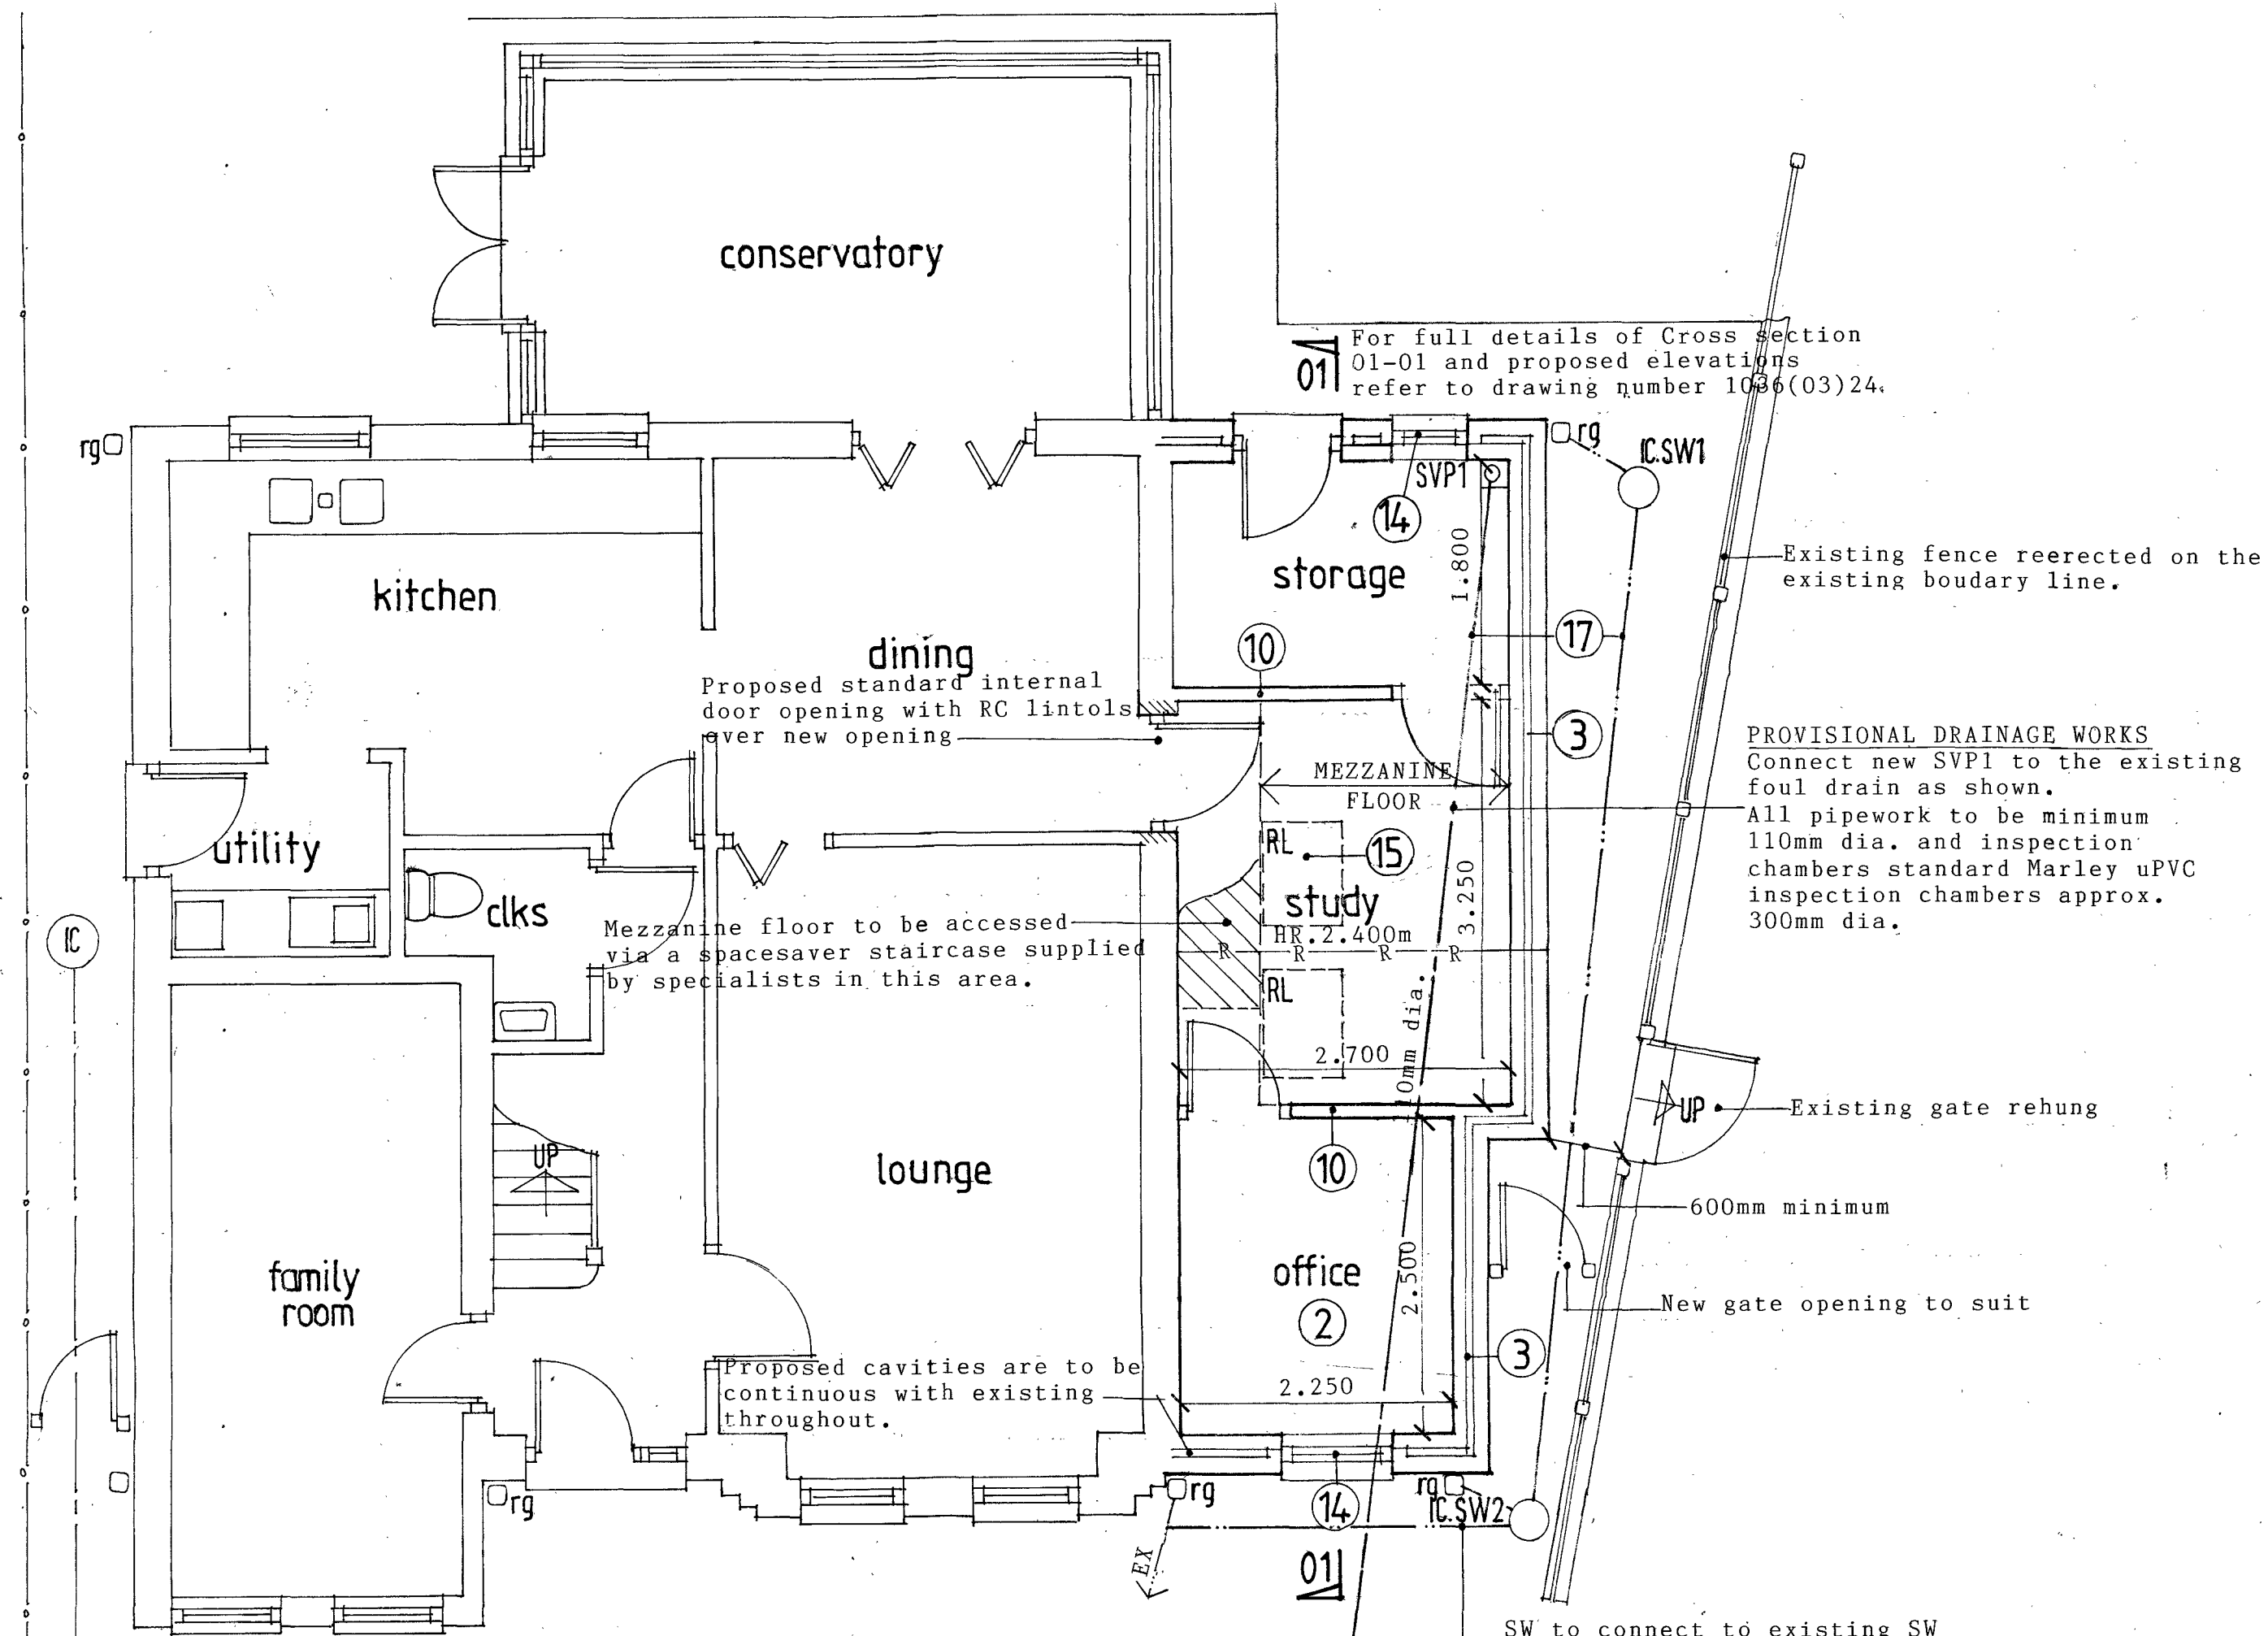 conservatory
01
For full details of Cross section
01-01 and proposed elevations
refer to drawing number 1036(03)24.
rg
rg
IC.SW1
SVP1
14
1.800
storage
Existing fence reerected on the
existing boudary line.
kitchen
17
10
dining
Proposed standard internal
door opening with RC lintols
over new opening
3
PROVISIONAL DRAINAGE WORKS
Connect new SVP1 to the existing
foul drain as shown.
All pipework to be minimum
110mm dia. and inspection
chambers standard Marley uPVC
inspection chambers approx.
300mm dia.
MEZZANINE
FLOOR
utility
RL
15
3.250
clks
study
IC
Mezzanine floor to be accessed
via a spacesaver staircase supplied
by specialists in this area.
HR.2.400m
R R R R
RL
110mm dia.
2.700
UP
Existing gate rehung
UP
lounge
10
600mm minimum
family
room
office
2
2.500
New gate opening to suit
3
Proposed cavities are to be
continuous with existing
throughout.
2.250
rg
rg
14
rg
IC.SW2
EX
01
SW to connect to existing SW